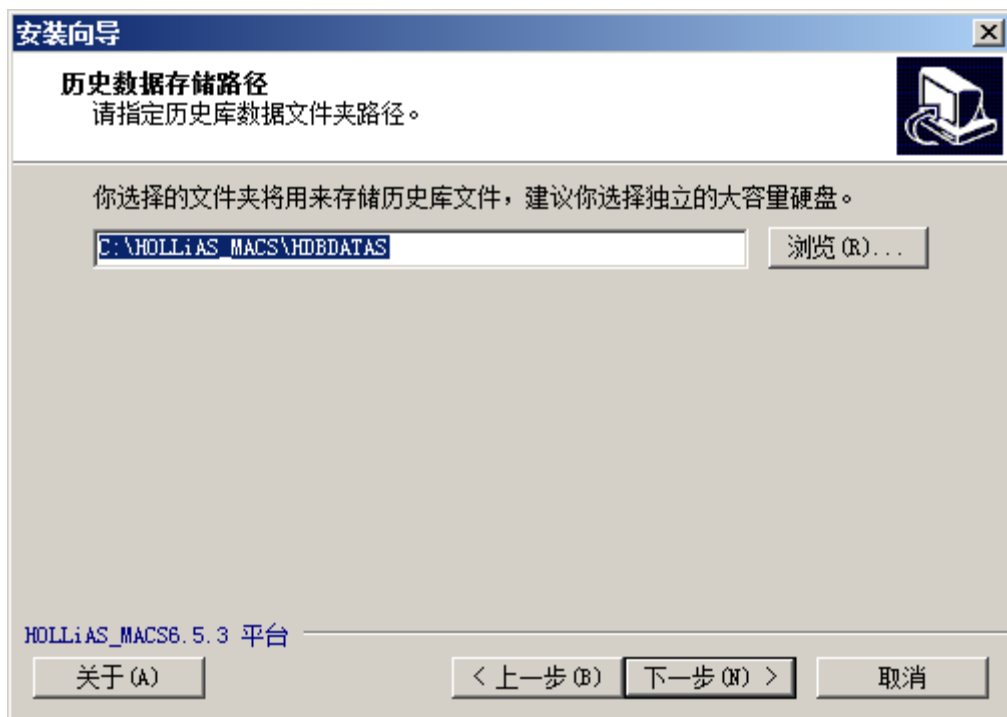 安装向导
历史数据存储路径
请指定历史库数据文件夹路径。
你选择的文件夹将用来存储历史库文件，建议你选择独立的大容量硬盘。
C:\HOLLiAS_MACS\HDBDATAS
浏览(R)...
HOLLiAS_MACS6.5.3 平台
关于(A)
< 上一步(B)
下一步(N) >
取消